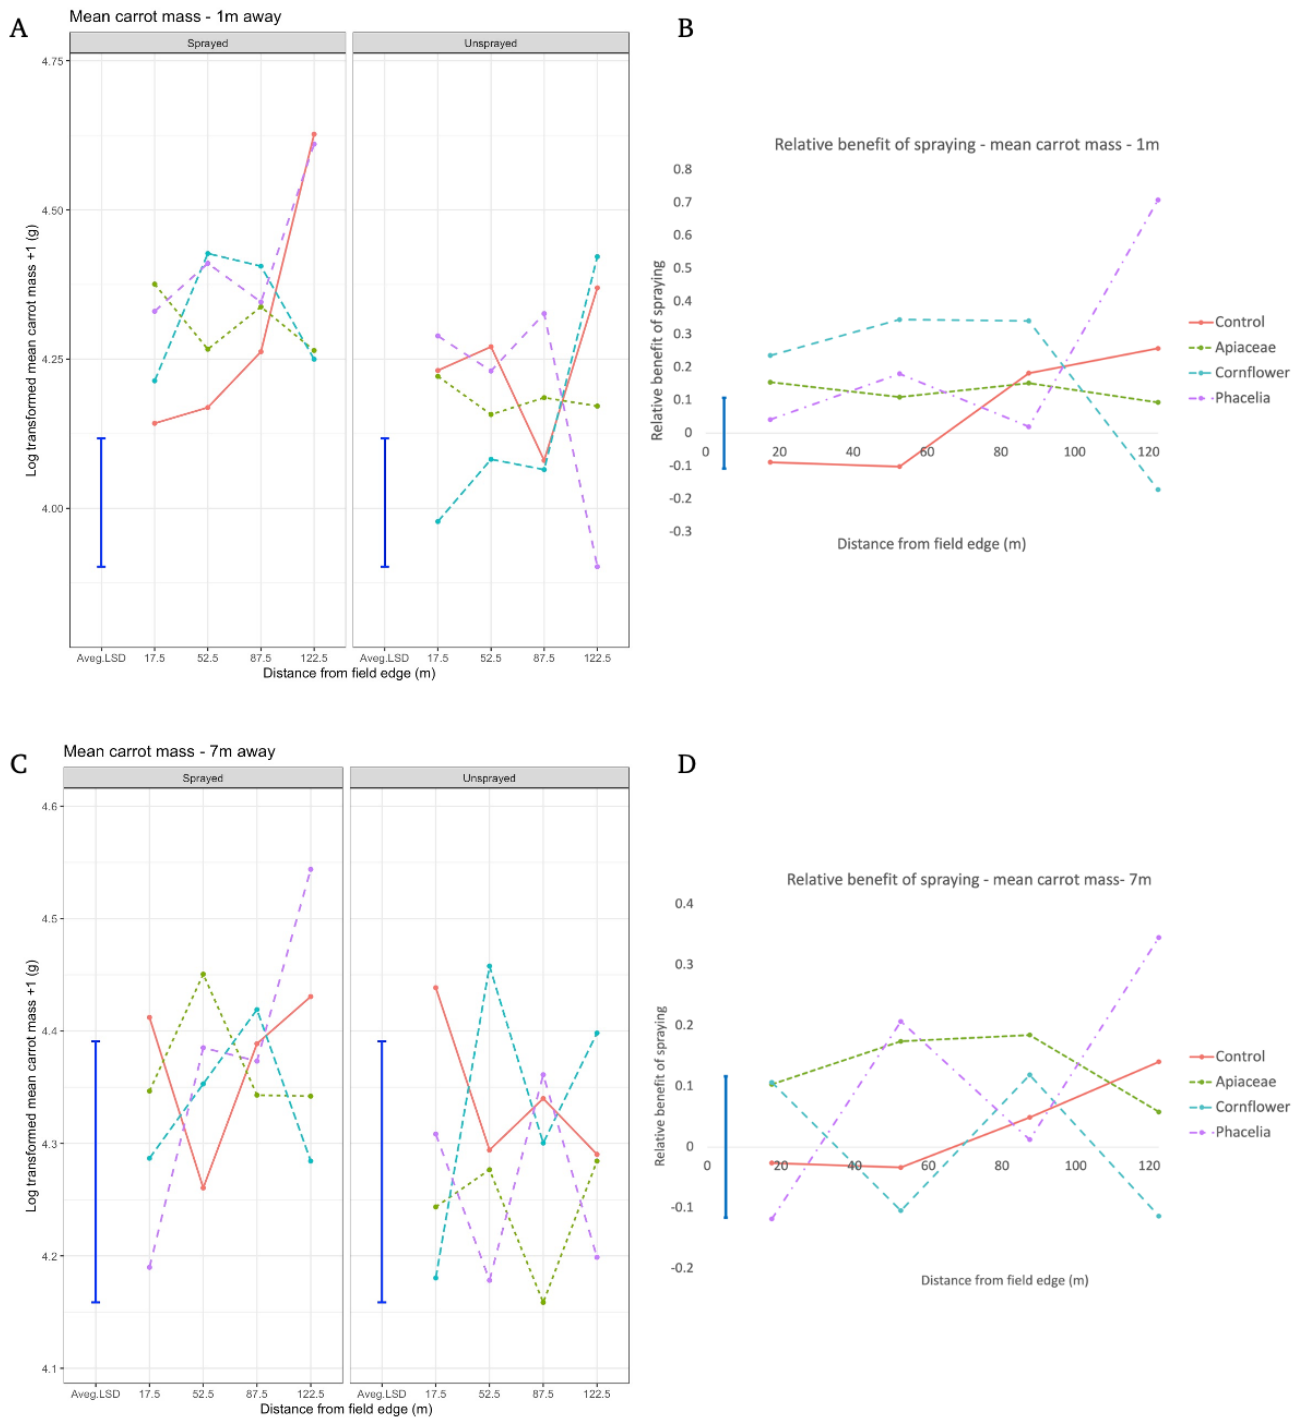 A
Mean carrot mass - 1m away
Sprayed
Unsprayed
4.75
4.50
4.25
4.00
Log transformed mean carrot mass +1 (g)
Aveg.LSD 17.5 52.5 87.5 122.5
Aveg.LSD 17.5 52.5 87.5 122.5
Distance from field edge (m)
B
Relative benefit of spraying - mean carrot mass - 1m
0.8
0.7
0.6
0.5
0.4
0.3
0.2
0.1
0
-0.1
-0.2
-0.3
Relative benefit of spraying
0 20 40 60 80 100 120
Distance from field edge (m)
Control
Apiaceae
Cornflower
Phacelia
C
Mean carrot mass - 7m away
Sprayed
Unsprayed
4.6
4.5
4.4
4.3
4.2
4.1
Log transformed mean carrot mass +1 (g)
Aveg.LSD 17.5 52.5 87.5 122.5
Aveg.LSD 17.5 52.5 87.5 122.5
Distance from field edge (m)
D
Relative benefit of spraying - mean carrot mass- 7m
0.4
0.3
0.2
0.1
0
-0.1
-0.2
Relative benefit of spraying
0 20 40 60 80 100 120
Distance from field edge (m)
Control
Apiaceae
Cornflower
Phacelia